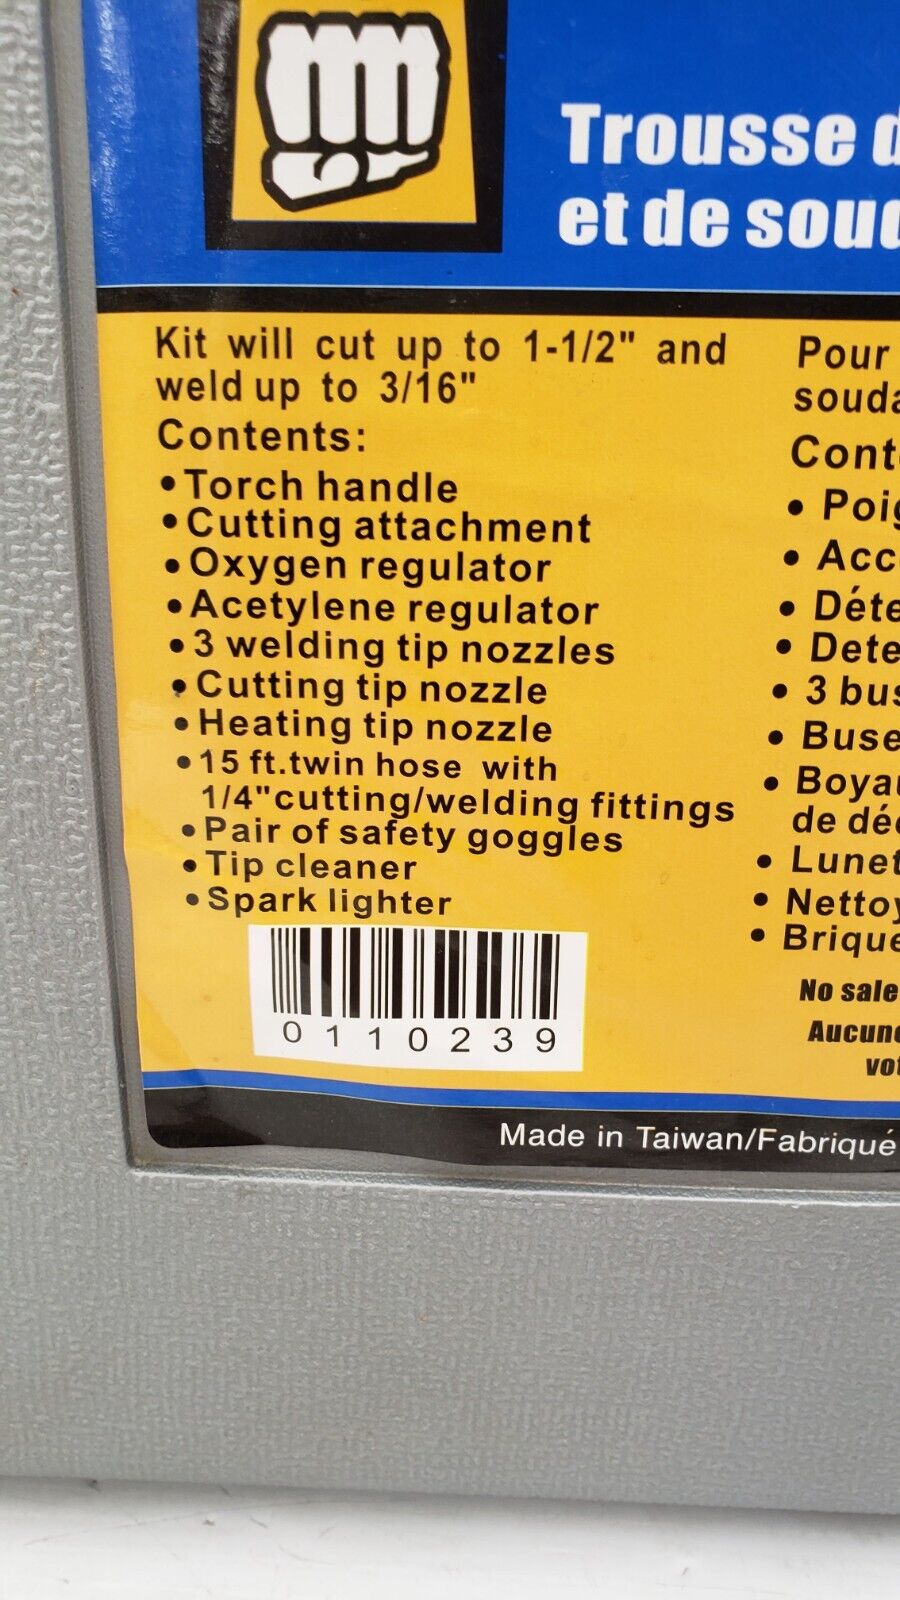 Trousse d
et de soud
Kit will cut up to 1-1/2" and
weld up to 3/16"
Contents:
•Torch handle
•Cutting attachment
•Oxygen regulator
•Acetylene regulator
•3 welding tip nozzles
•Cutting tip nozzle
•Heating tip nozzle
•15 ft.twin hose with
1/4"cutting/welding fittings
•Pair of safety goggles
•Tip cleaner
•Spark lighter
0110239
Pour
souda
Conte
• Poig
• Acc
• Déte
• Dete
• 3 bus
• Buse
• Boyau
de déc
• Lunet
• Nettoy
• Brique
No sale
Aucune
vot
Made in Taiwan/Fabriqué